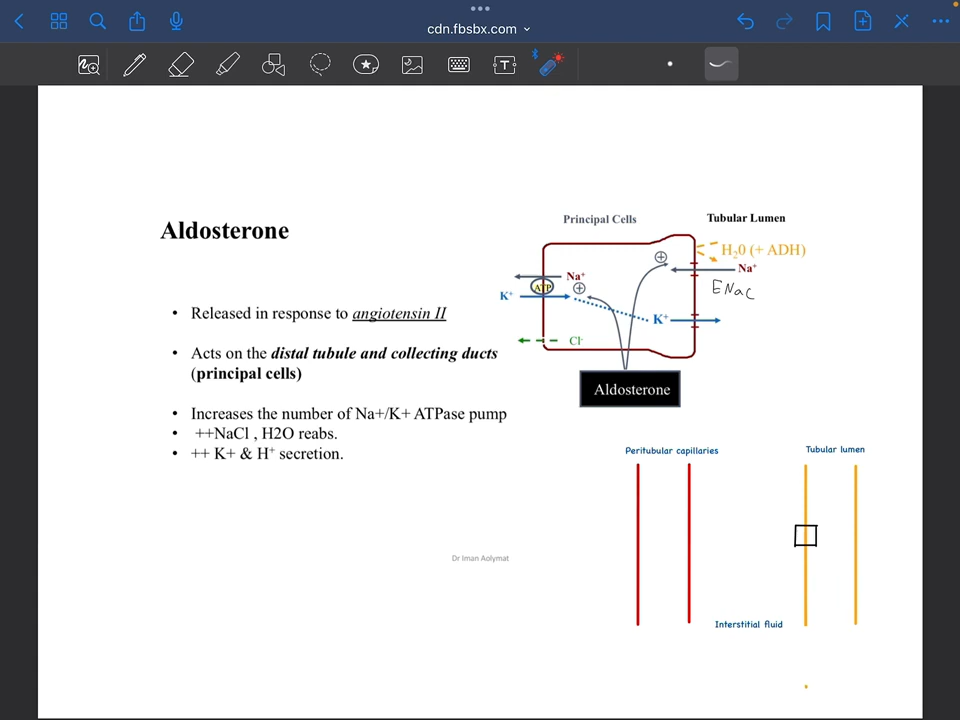 cdn.fbsbx.com
T
Aldosterone
• Released in response to angiotensin II
• Acts on the distal tubule and collecting ducts
(principal cells)
• Increases the number of Na+/K+ ATPase pump
• ++NaCl , H2O reabs.
• ++ K+ & H⁺ secretion.
Principal Cells
Tubular Lumen
H₂0 (+ ADH)
Na⁺
Na⁺
ENaC
ATP
K⁺
K⁺
Cl⁻
Aldosterone
Peritubular capillaries
Tubular lumen
Interstitial fluid
Dr Iman Aolymat